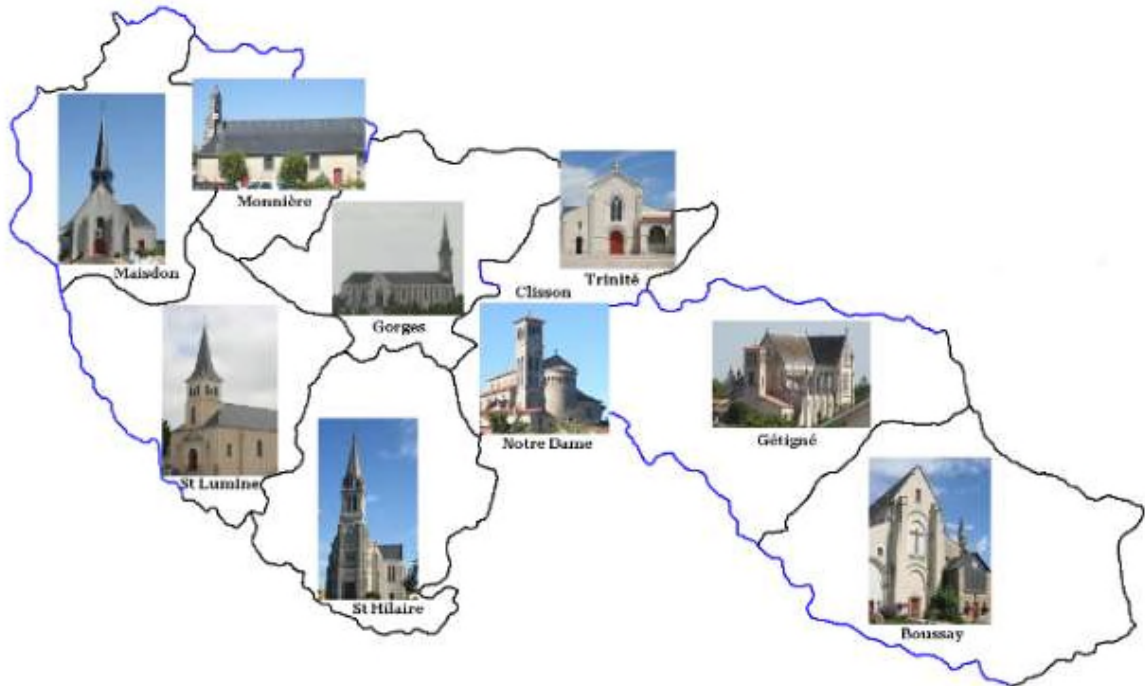 Monnière
Maisdon
Trinité
Clisson
Gorges
Notre Dame
Gétigné
St Lumine
St Hilaire
Boussay